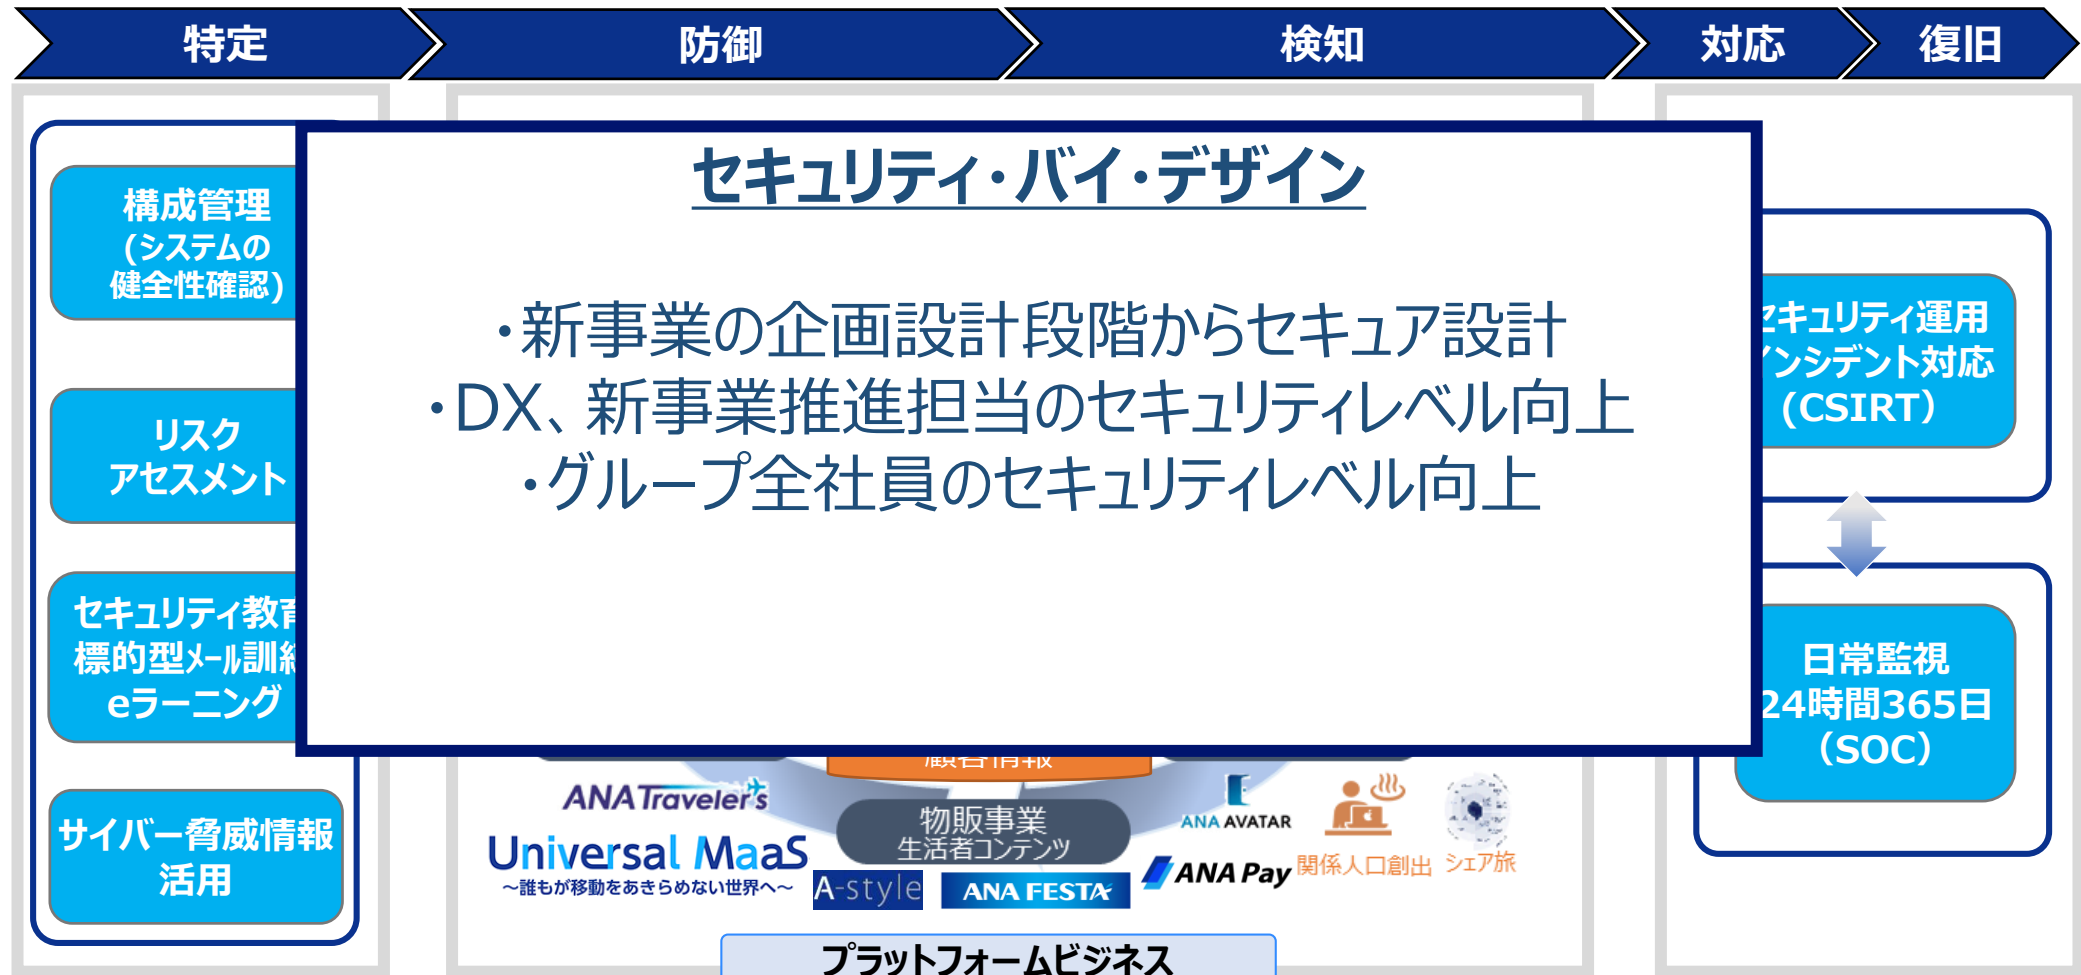 特定
防御
検知
対応
復旧
構成管理
(システムの
健全性確認)
リスク
アセスメント
セキュリティ教育
標的型メール訓練
eラーニング
サイバー脅威情報
活用
セキュリティ・バイ・デザイン
・新事業の企画設計段階からセキュア設計
・DX、新事業推進担当のセキュリティレベル向上
・グループ全社員のセキュリティレベル向上
セキュリティ運用
インシデント対応
(CSIRT）
日常監視
24時間365日
（SOC）
顧客情報
ANA Traveler's
Universal MaaS
～誰もが移動をあきらめない世界へ～
物販事業
生活者コンテンツ
A-style
ANA FESTA
ANA AVATAR
ANA Pay
関係人口創出
シェア旅
プラットフォームビジネス